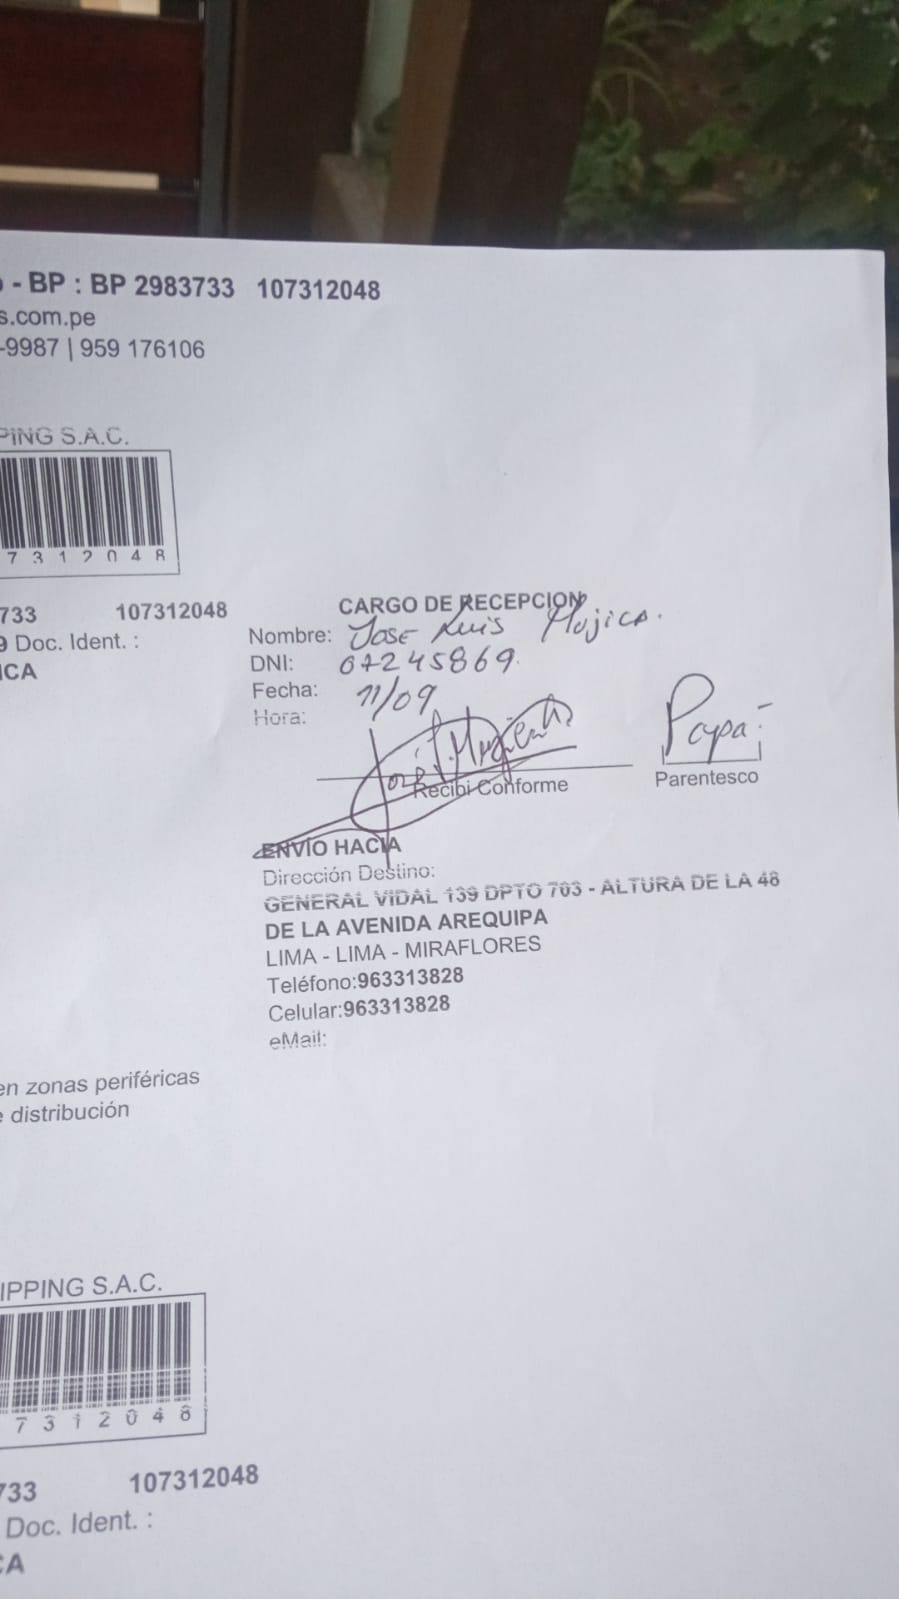 - BP : BP 2983733 107312048
s.com.pe
-9987 | 959 176106
PING S.A.C.
7 3 1 2 0 4 8
733 107312048
9 Doc. Ident. :
ICA
CARGO DE RECEPCION
Nombre: Jose Luis Mujica.
DNI: 07245869.
Fecha: 11/09
Hora:
Recibi Conforme
Papá
Parentesco
ENVÍO HACIA
Dirección Destino:
GENERAL VIDAL 139 DPTO 703 - ALTURA DE LA 48
DE LA AVENIDA AREQUIPA
LIMA - LIMA - MIRAFLORES
Teléfono:963313828
Celular:963313828
eMail:
en zonas periféricas
e distribución
IPPING S.A.C.
7 3 1 2 0 4 8
733 107312048
Doc. Ident. :
CA